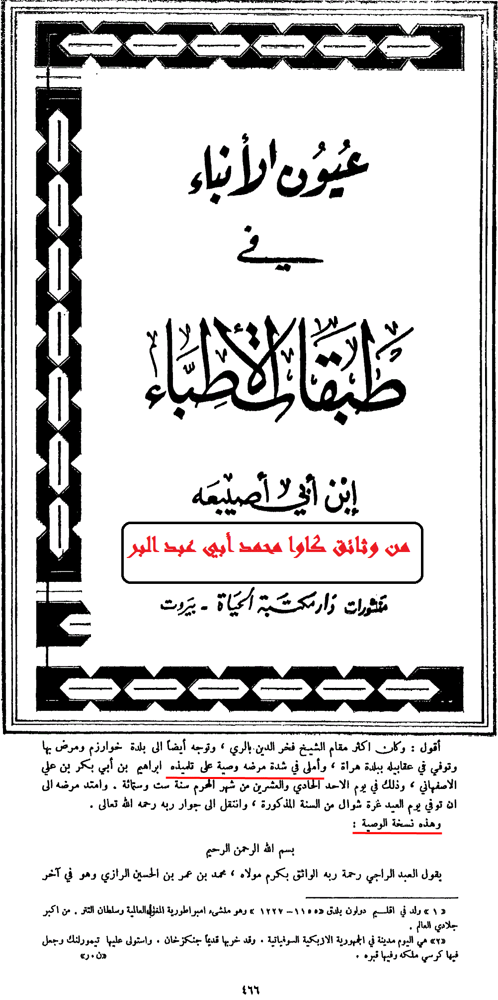 عُيُون الأنباء
في
طبقات الأطبّاء
إبن أبي أصيبعه
من وثائق كاوا محمد أبي عبد البر
منشورات دار مكتبة الحياة - بيروت
أقول : وكان اكثر مقام الشيخ فخر الدين بالري ، وتوجه أيضاً الى بلدة خوارزم ومرض بها
وتوفي في عقابيله ببلدة هراة ، وأملى في شدة مرضه وصية على تلميذه ابراهيم بن أبي بكر بن علي
الاصفهاني ، وذلك في يوم الاحد الحادي والعشرين من شهر المحرم سنة ست وستمائة . وامتد مرضه الى
ان توفي يوم العيد غرة شوال من السنة المذكورة ، وانتقل الى جوار ربه رحمه الله تعالى .
وهذه نسخة الوصية :
بسم الله الرحمن الرحيم
يقول العبد الراجي رحمة ربه الواثق بكرم مولاه ، محمد بن عمر بن الحسين الرازي وهو في آخر
«١» ولد في اقليم دولون بلدق «١١٥٥ - ١٢٢٧» وهو منشىء امبراطورية المغول العالمية وسلطان التتر . من اكبر
جلادي العالم .
«٢» هي اليوم مدينة في الجمهورية الازبكية السوفياتية . وقد خربها قديماً جنكزخان . واستولى عليها تيمورلنك وجعل
فيها كرسي ملكه وفيها قبره . «ن.ر»
٤٦٦